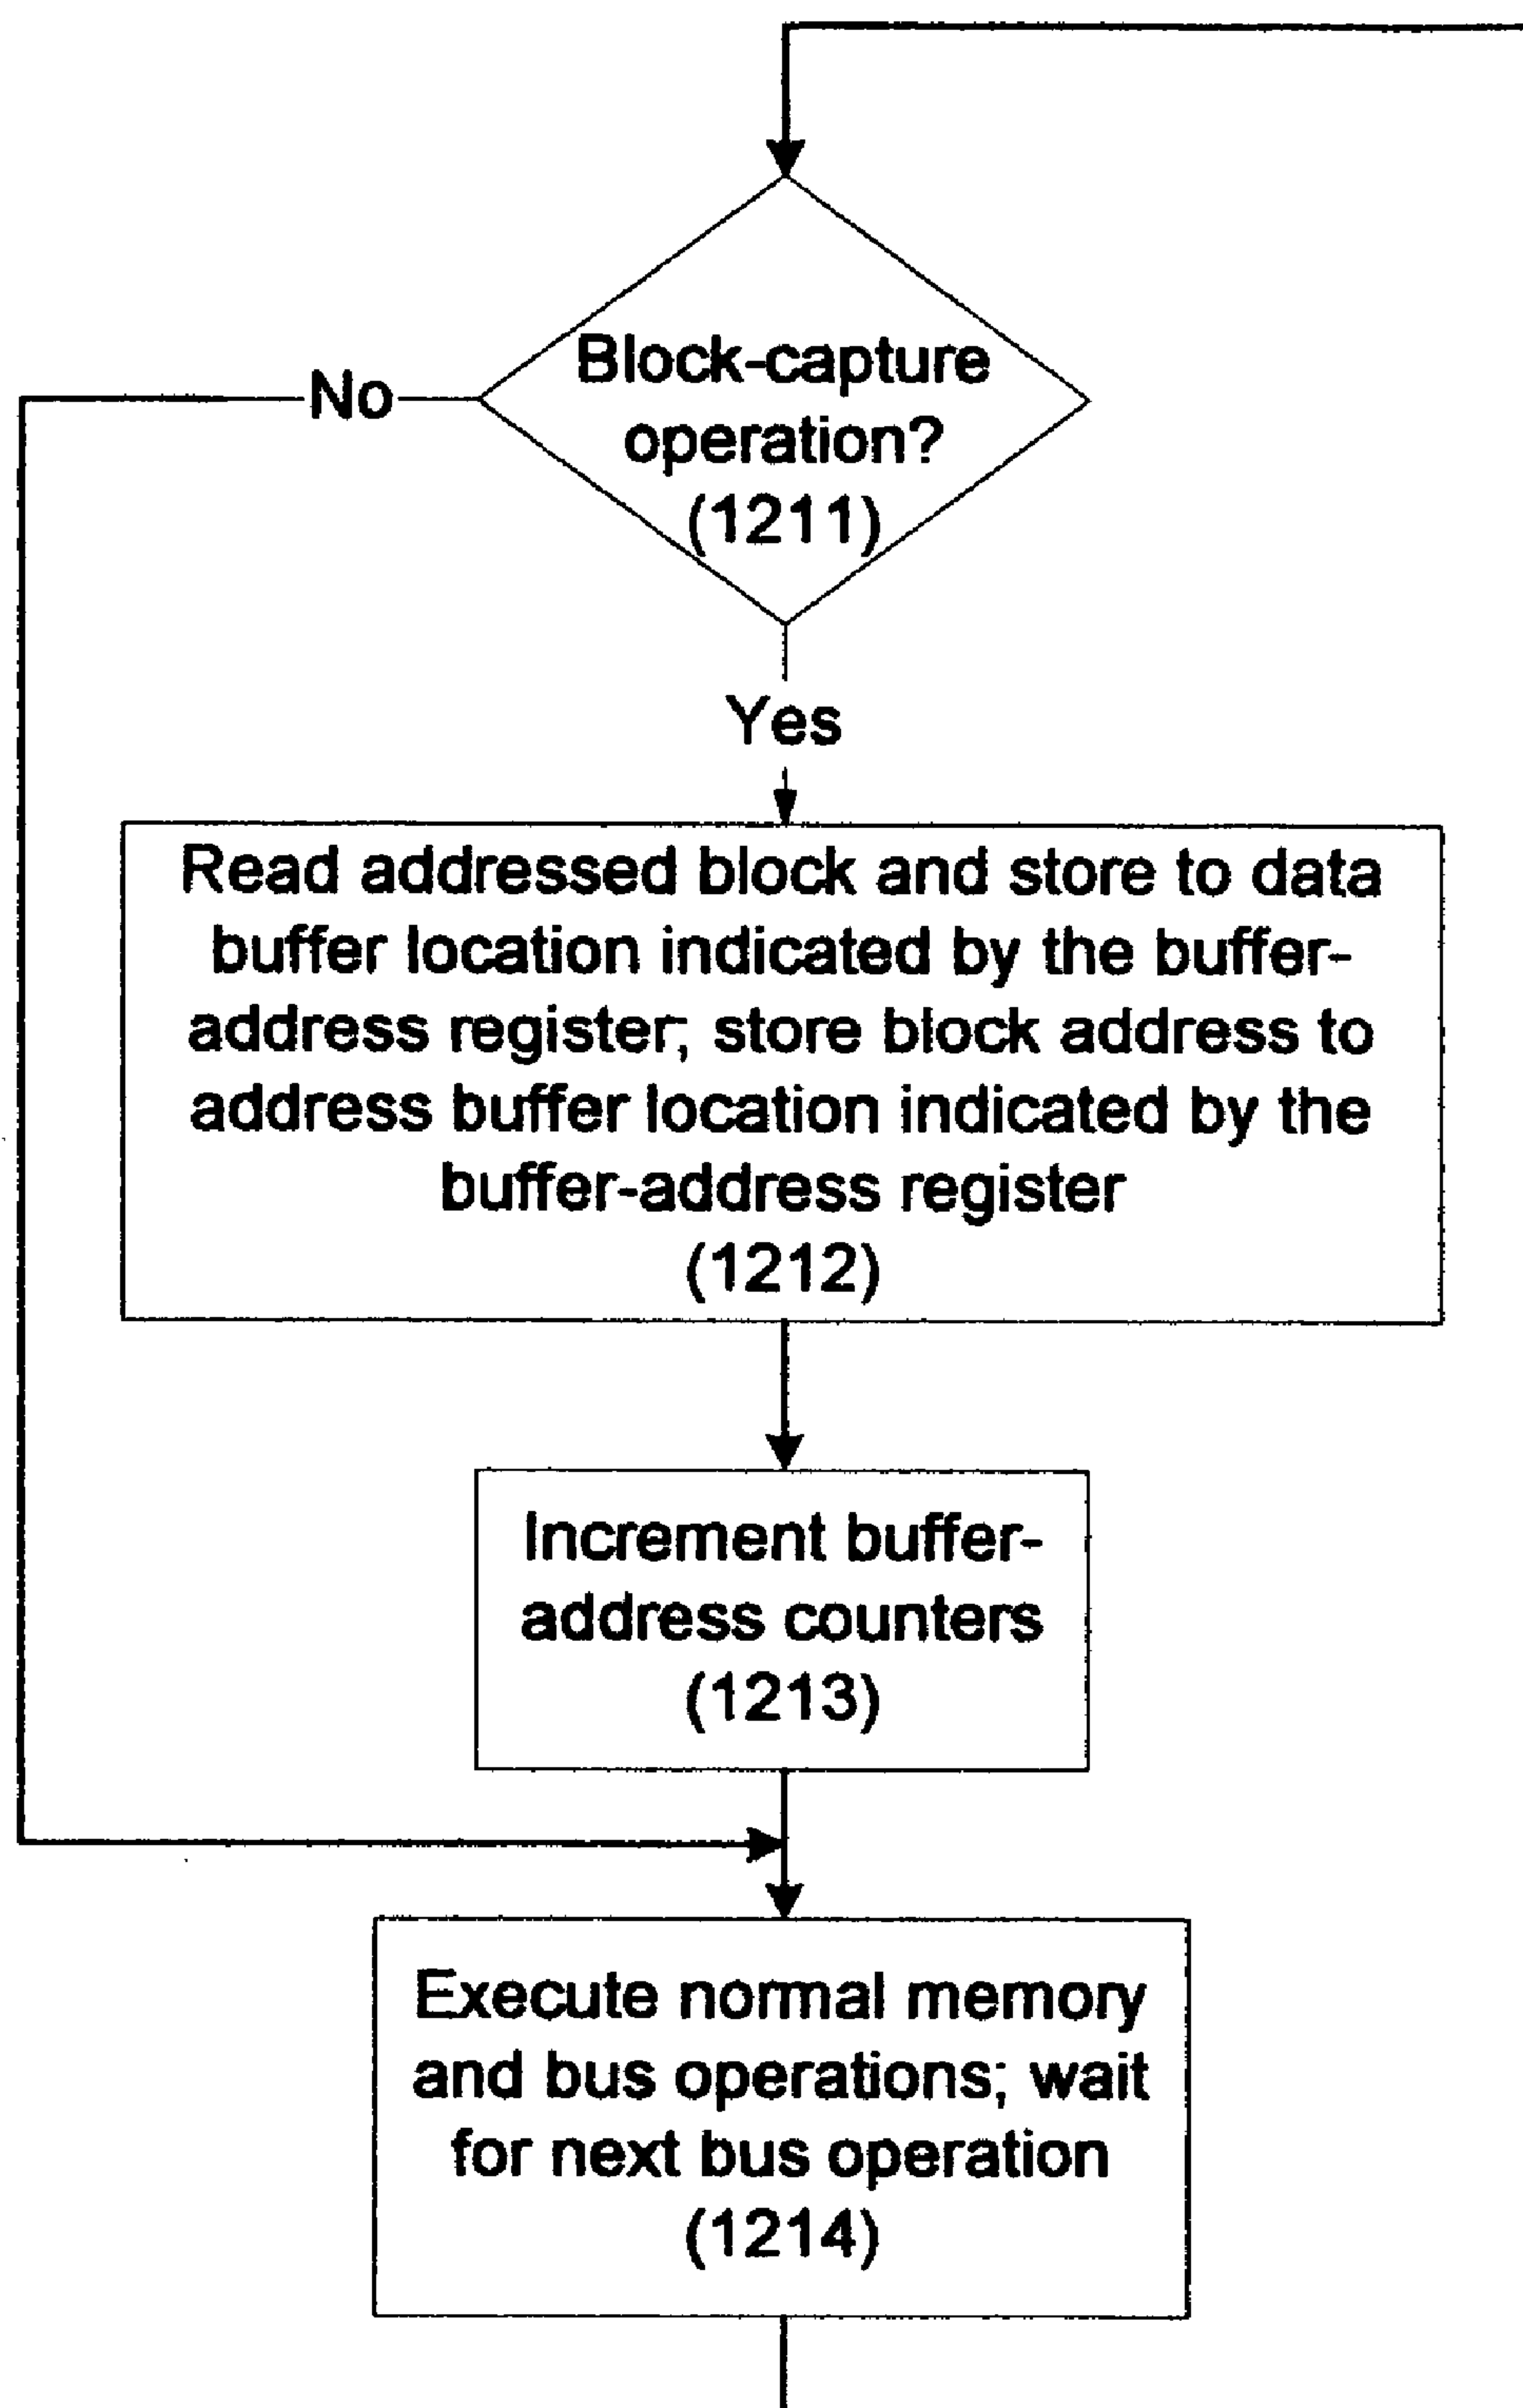 Block-capture
operation?
(1211)
No
Yes
Read addressed block and store to data
buffer location indicated by the buffer-
address register; store block address to
address buffer location indicated by the
buffer-address register
(1212)
Increment buffer-
address counters
(1213)
Execute normal memory
and bus operations; wait
for next bus operation
(1214)